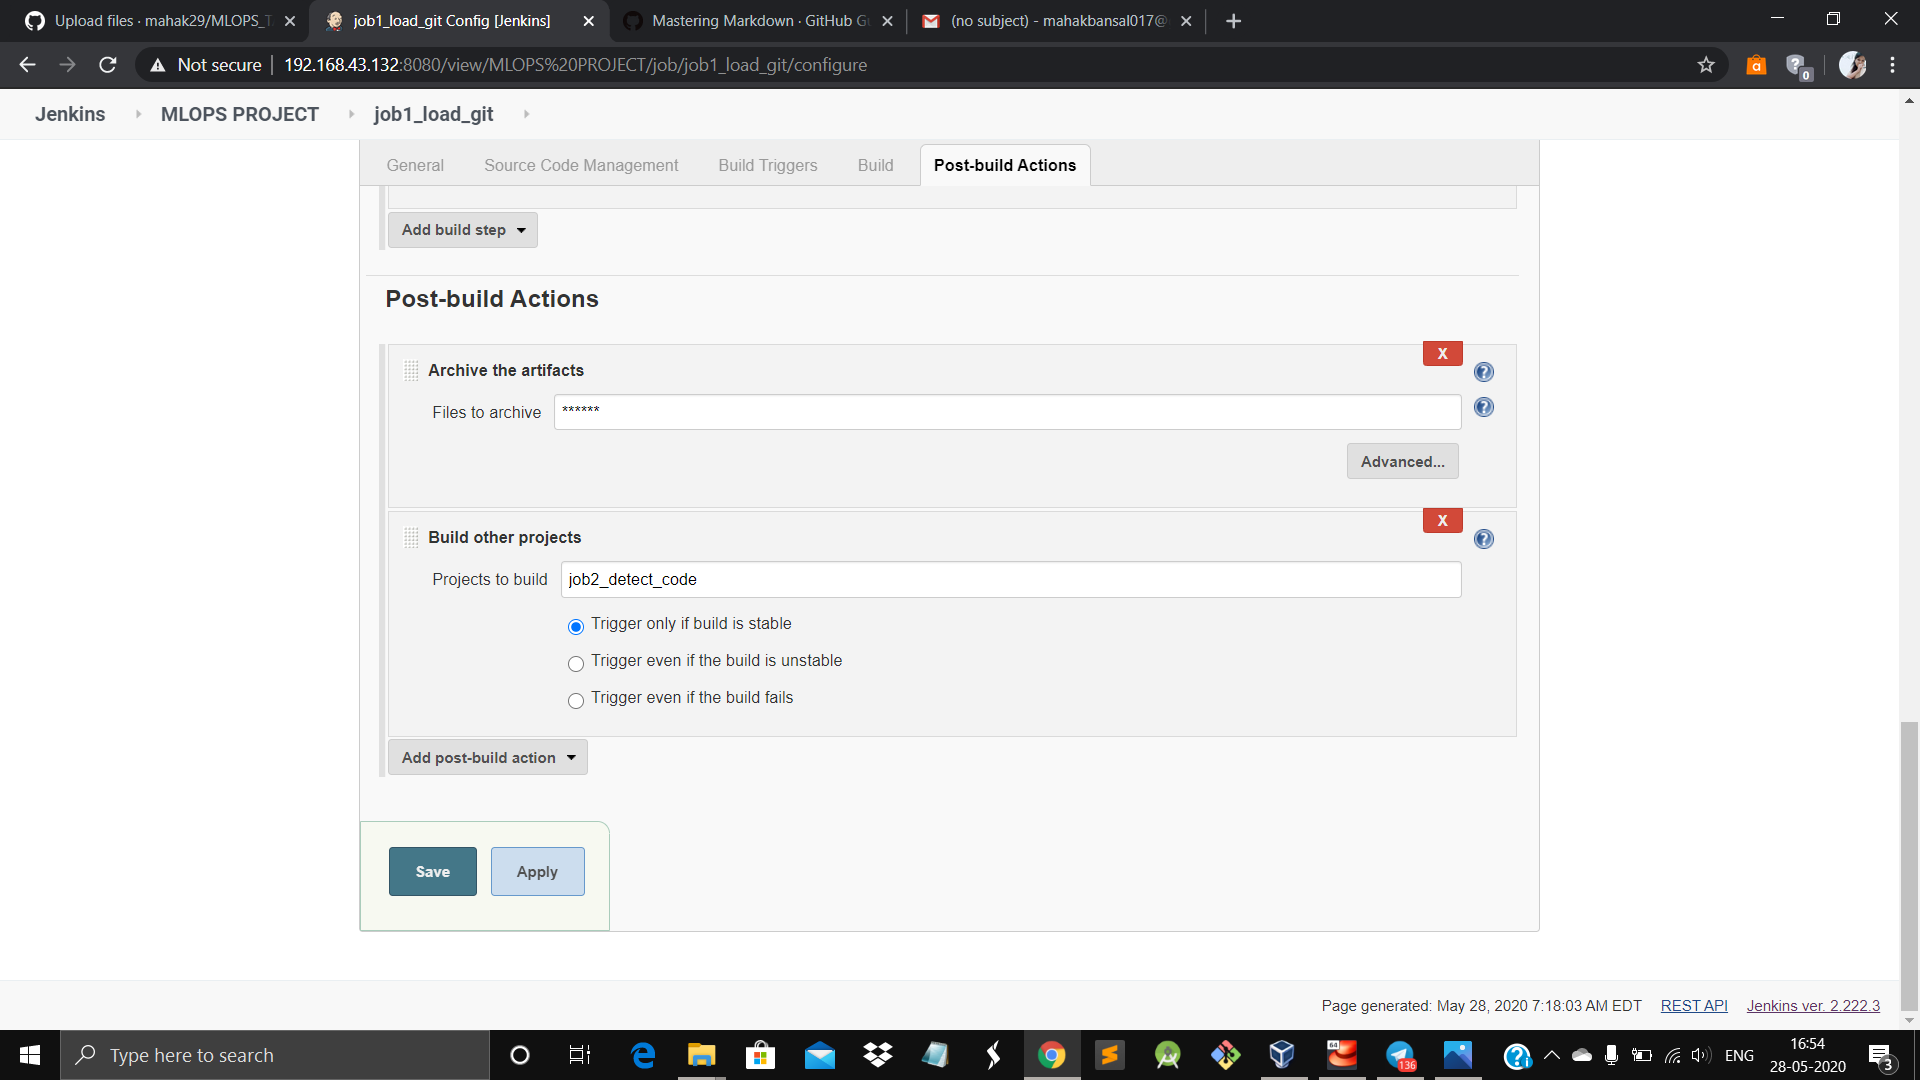 Upload files · mahak29/MLOPS_T
job1_load_git Config [Jenkins]
Mastering Markdown · GitHub Gu
(no subject) - mahakbansal017@
Not secure
192.168.43.132:8080/view/MLOPS%20PROJECT/job/job1_load_git/configure
0
Jenkins
MLOPS PROJECT
job1_load_git
General
Source Code Management
Build Triggers
Build
Post-build Actions
Add build step
Post-build Actions
X
Archive the artifacts
Files to archive
******
Advanced...
X
Build other projects
Projects to build
job2_detect_code
Trigger only if build is stable
Trigger even if the build is unstable
Trigger even if the build fails
Add post-build action
Save
Apply
Page generated: May 28, 2020 7:18:03 AM EDT
REST API
Jenkins ver. 2.222.3
Type here to search
64
136
ENG
16:54
28-05-2020
3